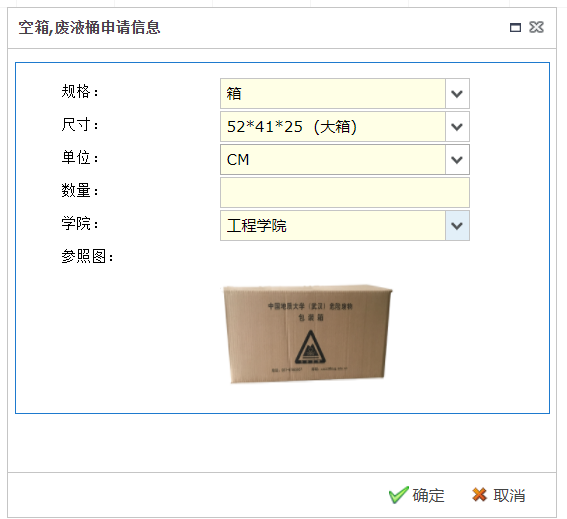 空箱,废液桶申请信息
规格： 箱
尺寸： 52*41*25（大箱）
单位： CM
数量：
学院： 工程学院
参照图：
中国地质大学（武汉）危险废物
包 装 箱
确定 取消